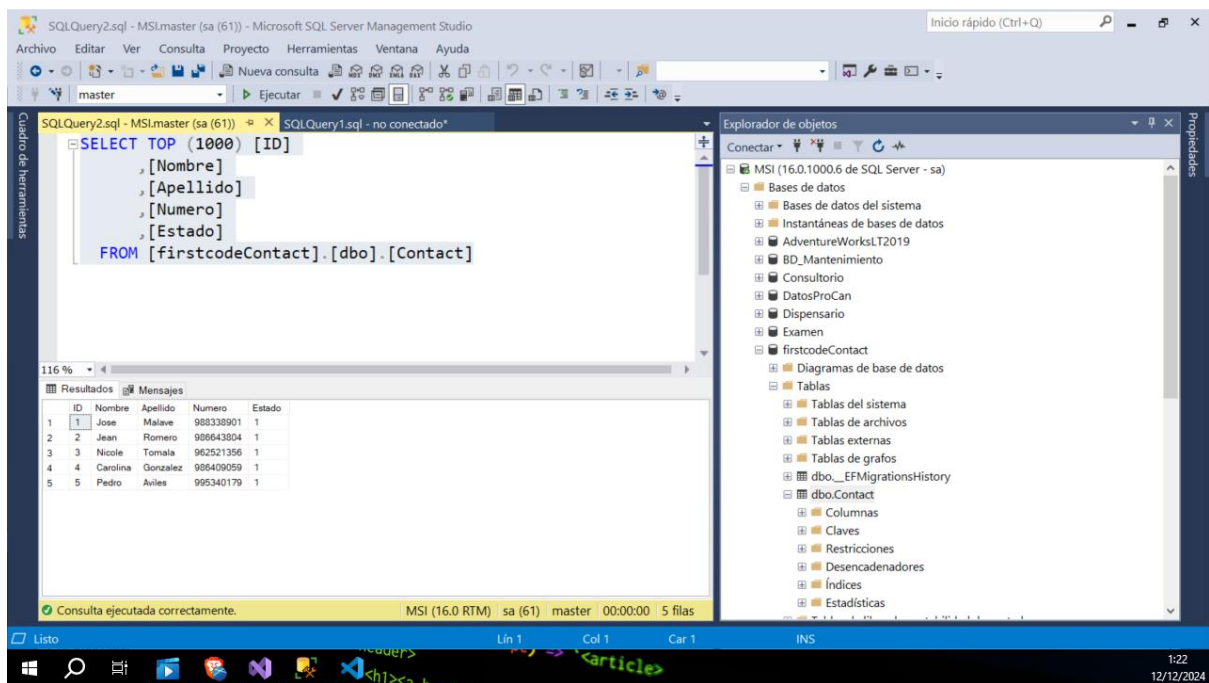 SQLQuery2.sql - MSI.master (sa (61)) - Microsoft SQL Server Management Studio
Inicio rápido (Ctrl+Q)
Archivo Editar Ver Consulta Proyecto Herramientas Ventana Ayuda
Nueva consulta
master
Ejecutar
Cuadro de herramientas
SQLQuery2.sql - MSI.master (sa (61))
SQLQuery1.sql - no conectado*
SELECT TOP (1000) [ID]
,[Nombre]
,[Apellido]
,[Numero]
,[Estado]
FROM [firstcodeContact].[dbo].[Contact]
116 %
Resultados Mensajes
ID Nombre Apellido Numero Estado
1 1 Jose Malave 988338901 1
2 2 Jean Romero 986643804 1
3 3 Nicole Tomala 962521356 1
4 4 Carolina Gonzalez 986409059 1
5 5 Pedro Aviles 995340179 1
Consulta ejecutada correctamente.
MSI (16.0 RTM) sa (61) master 00:00:00 5 filas
Explorador de objetos
Conectar
MSI (16.0.1000.6 de SQL Server - sa)
Bases de datos
Bases de datos del sistema
Instantáneas de bases de datos
AdventureWorksLT2019
BD_Mantenimiento
Consultorio
DatosProCan
Dispensario
Examen
firstcodeContact
Diagramas de base de datos
Tablas
Tablas del sistema
Tablas de archivos
Tablas externas
Tablas de grafos
dbo.__EFMigrationsHistory
dbo.Contact
Columnas
Claves
Restricciones
Desencadenadores
Índices
Estadísticas
Propiedades
Listo
Lín 1 Col 1 Car 1 INS
<article>
<h1>
1:22
12/12/2024